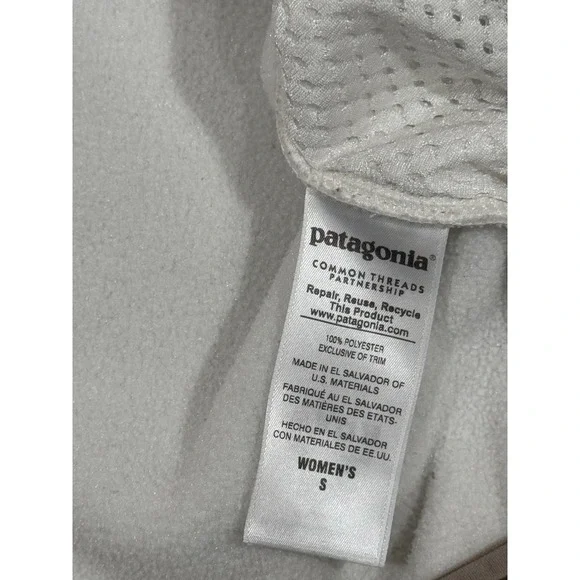 patagonia®
COMMON THREADS
PARTNERSHIP
Repair, Reuse, Recycle
This Product
www.patagonia.com
100% POLYESTER
EXCLUSIVE OF TRIM
MADE IN EL SALVADOR OF
U.S. MATERIALS
FABRIQUÉ AU EL SALVADOR
DES MATIÈRES DES ETATS-
UNIS
HECHO EN EL SALVADOR
CON MATERIALES DE EE.UU.
WOMEN'S
S